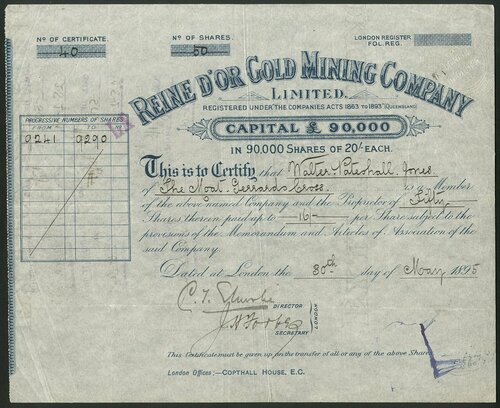 Nº OF CERTIFICATE.
40
Nº OF SHARES.
50
LONDON REGISTER
FOL. REG.
REINE D'OR GOLD MINING COMPANY
LIMITED.
REGISTERED UNDER THE COMPANIES ACTS 1863 TO 1893 (QUEENSLAND)
CAPITAL £ 90,000
IN 90,000 SHARES OF 20/- EACH.
PROGRESSIVE NUMBERS OF SHARES
FROM TO Nº
9241 9290
This is to Certify that Walter Pateshall Jones
of The Moat, Gerrards Cross is a Member
of the above named Company and the Proprietor of Fifty
Shares therein paid up to 16/- per Share subject to the
provisions of the Memorandum and Articles of Association of the
said Company.
Dated at London the 30th day of May 1895
DIRECTOR
SECRETARY
LONDON
This Certificate must be given up on the transfer of all or any of the above Shares
London Offices:- COPTHALL HOUSE, E.C.